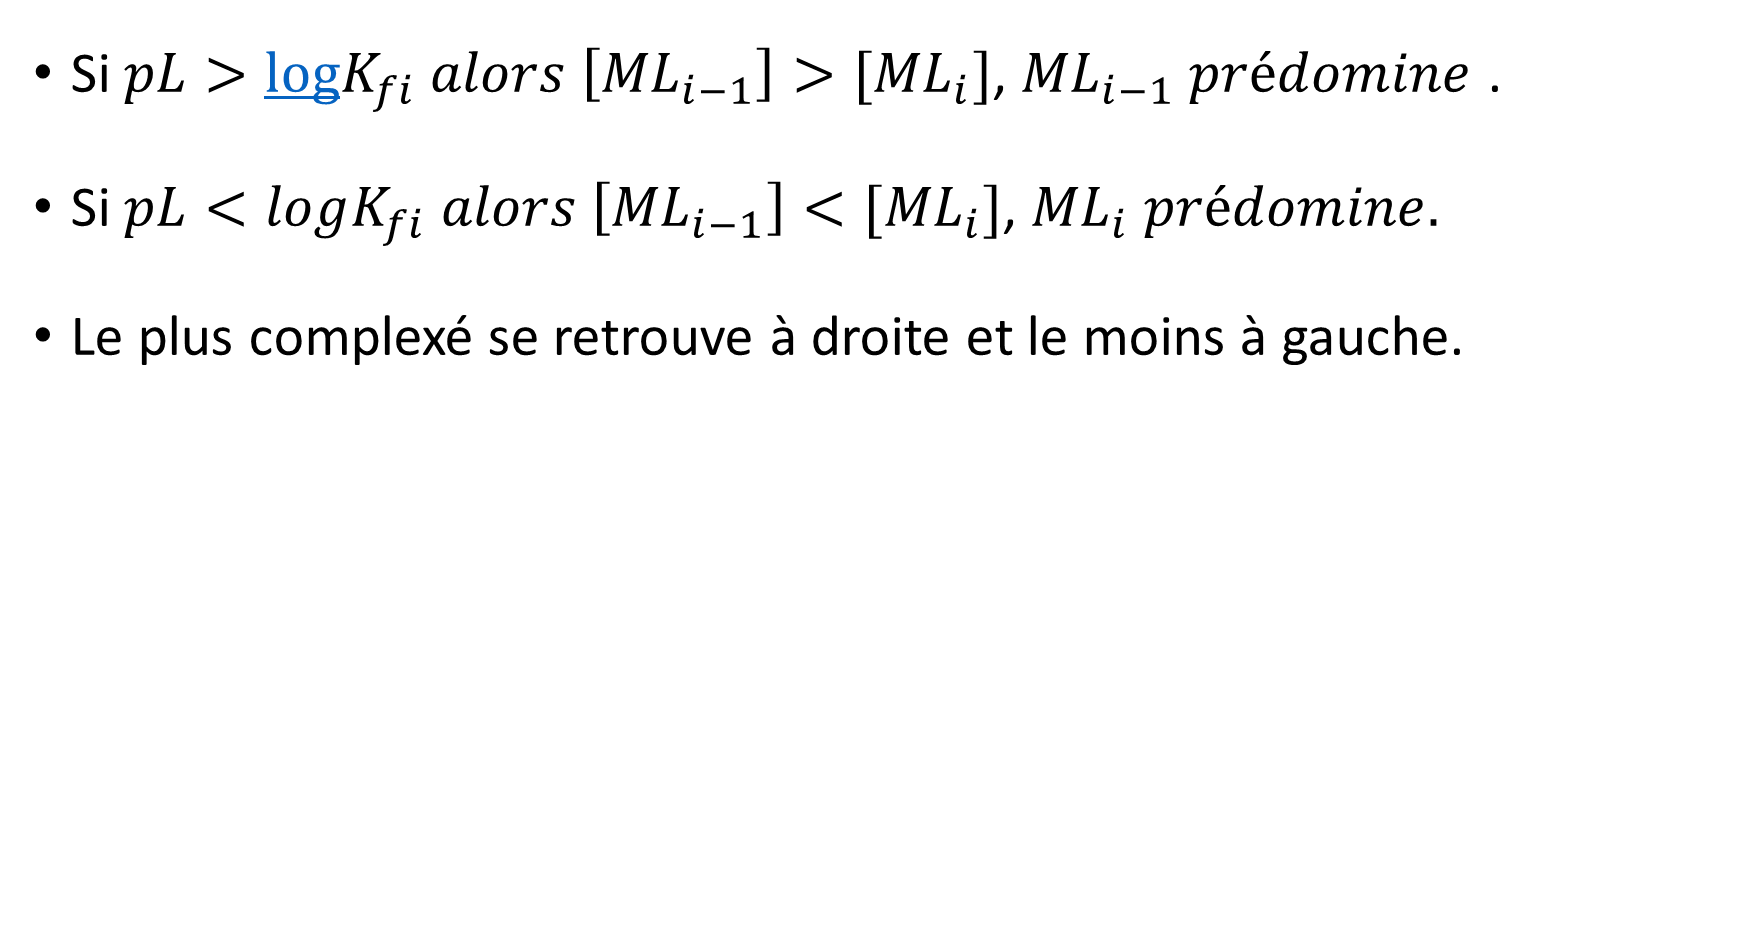 • Si pL > logK_{fi} alors [ML_{i−1}] > [ML_i], ML_{i−1} prédomine .
• Si pL < logK_{fi} alors [ML_{i−1}] < [ML_i], ML_i prédomine.
• Le plus complexé se retrouve à droite et le moins à gauche.